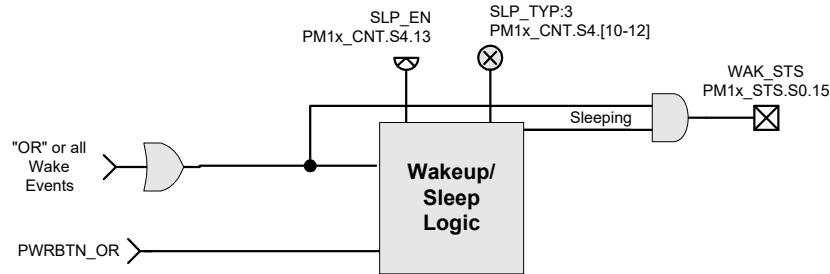 SLP_EN
PM1x_CNT.S4.13
SLP_TYP:3
PM1x_CNT.S4.[10-12]
WAK_STS
PM1x_STS.S0.15
Sleeping
"OR" or all
Wake
Events
Wakeup/
Sleep
Logic
PWRBTN_OR